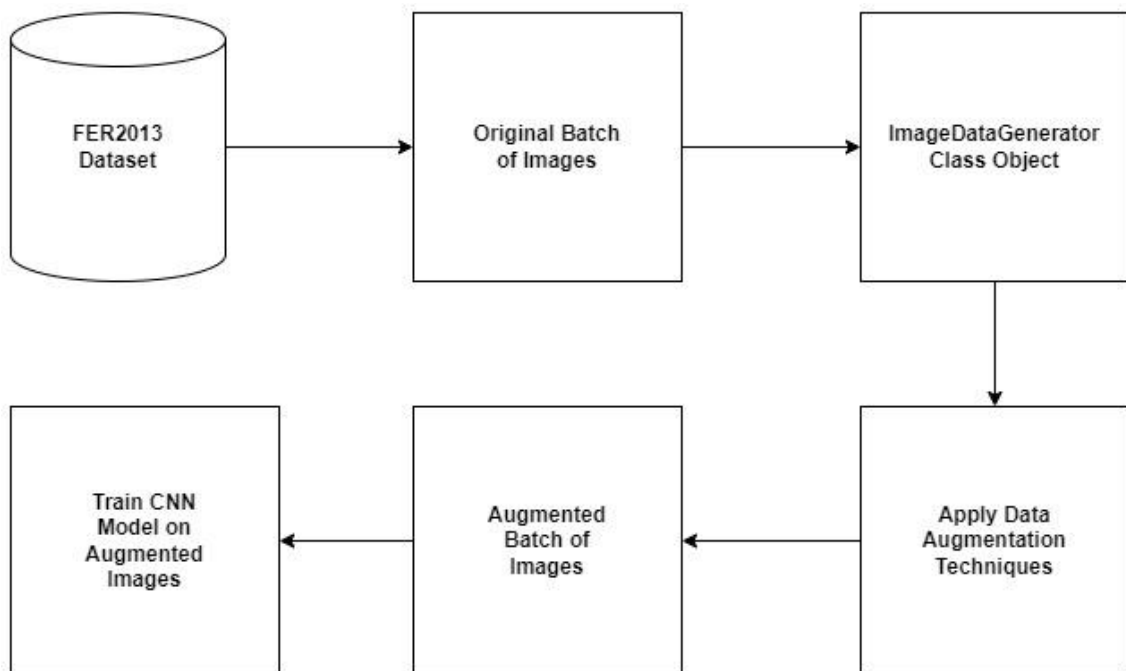 FER2013
Dataset
Original Batch
of Images
ImageDataGenerator
Class Object
Train CNN
Model on
Augmented
Images
Augmented
Batch of
Images
Apply Data
Augmentation
Techniques